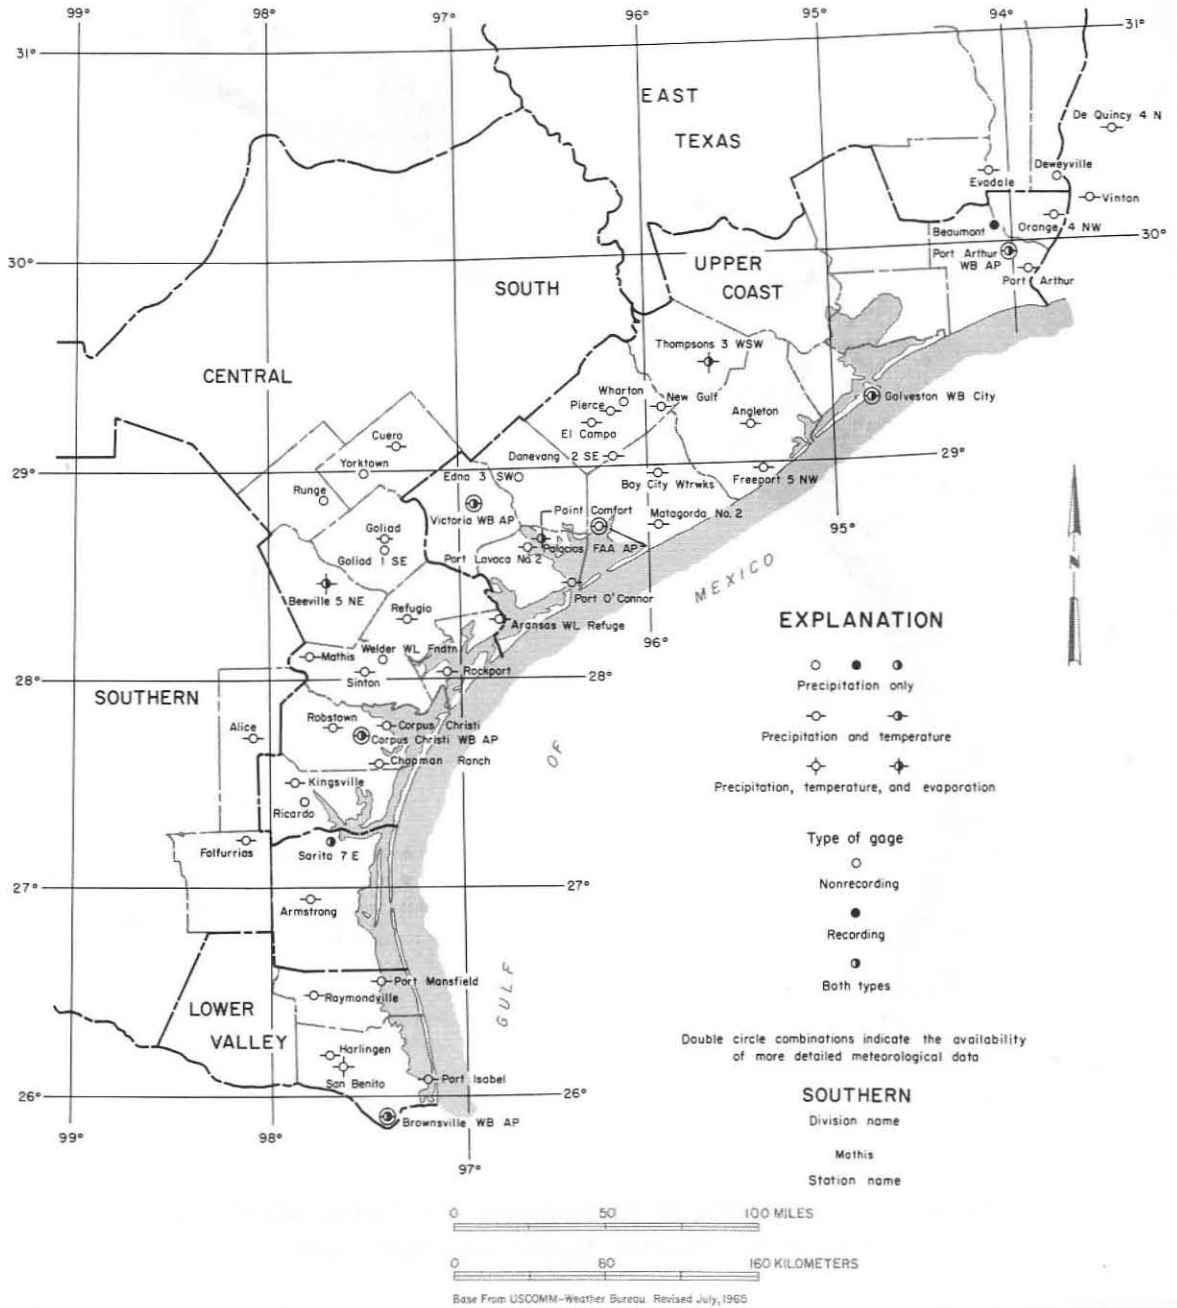 99°
98°
97°
96°
95°
94°
31°
31°
EAST
TEXAS
De Quincy 4 N
Deweyville
Evadale
Vinton
Beaumont
Orange 4 NW
30°
Port Arthur
WB AP
Port Arthur
30°
UPPER
COAST
SOUTH
Thompsons 3 WSW
CENTRAL
Wharton
New Gulf
Pierce
Galveston WB City
Angleton
El Campo
Cuero
Danevang 2 SE
29°
Yorktown
29°
Edna 3 SW
Freeport 5 NW
Bay City Wtrwks
Runge
Point Comfort
Matagorda No. 2
Victoria WB AP
95°
Goliad
Palacios FAA AP
Port Lavaca No. 2
Goliad 1 SE
MEXICO
Beeville 5 NE
Port O'Connor
Refugio
Aransas WL Refuge
96°
EXPLANATION
Welder WL Fndtn.
Mathis
Rockport
28°
28°
Sinton
Precipitation only
SOUTHERN
Robstown
Corpus Christi
Alice
Corpus Christi WB AP
Precipitation and temperature
OF
Chapman Ranch
Kingsville
Precipitation, temperature, and evaporation
Ricardo
Type of gage
Falfurrias
Sarita 7 E
Nonrecording
27°
27°
Armstrong
Recording
Port Mansfield
Both types
GULF
Raymondville
LOWER
VALLEY
Harlingen
Double circle combinations indicate the availability
of more detailed meteorological data
San Benito
Port Isabel
26°
26°
SOUTHERN
Division name
Brownsville WB AP
99°
98°
Mathis
97°
Station name
N
0 50 100 MILES
0 80 160 KILOMETERS
Base From USCOMM-Weather Bureau Revised July, 1965